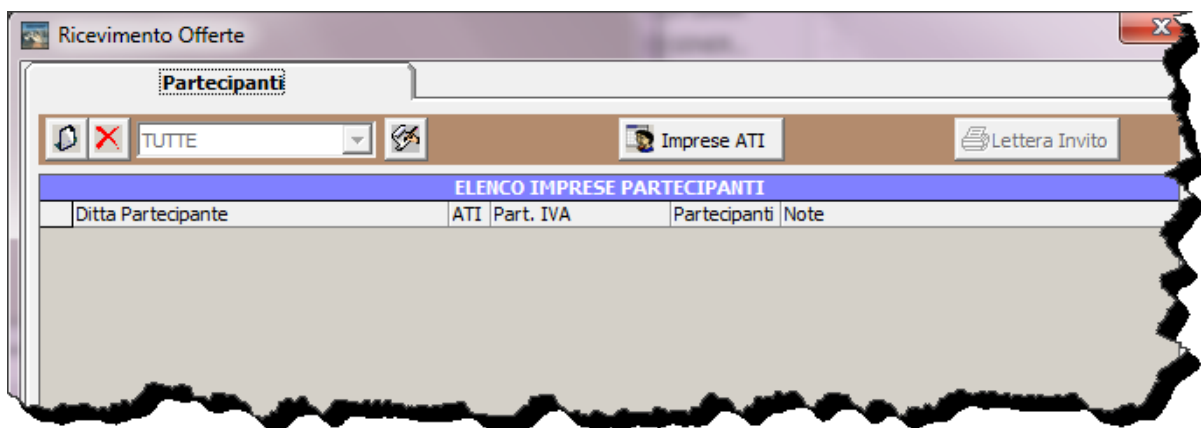 Ricevimento Offerte
Partecipanti
TUTTE Imprese ATI Lettera Invito
ELENCO IMPRESE PARTECIPANTI
Ditta Partecipante ATI Part. IVA Partecipanti Note